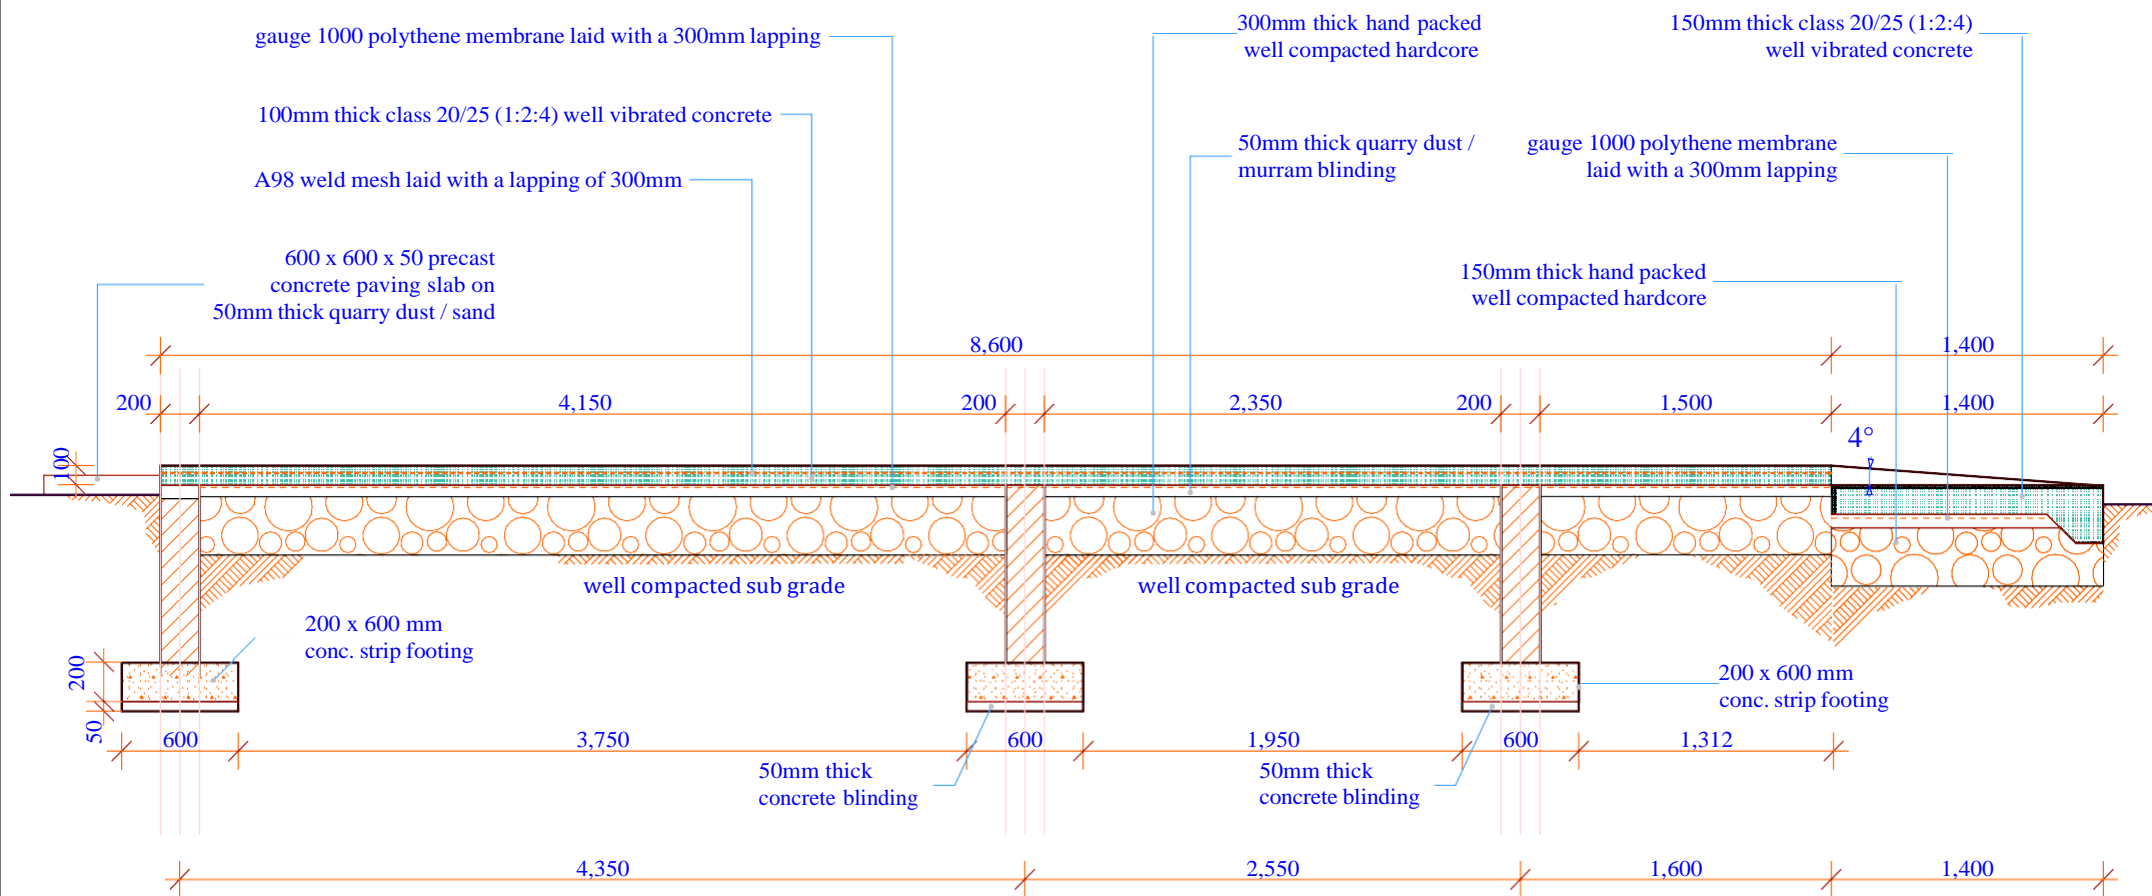 gauge 1000 polythene membrane laid with a 300mm lapping
300mm thick hand packed
well compacted hardcore
150mm thick class 20/25 (1:2:4)
well vibrated concrete
100mm thick class 20/25 (1:2:4) well vibrated concrete
50mm thick quarry dust /
murram blinding
gauge 1000 polythene membrane
laid with a 300mm lapping
A98 weld mesh laid with a lapping of 300mm
600 x 600 x 50 precast
concrete paving slab on
50mm thick quarry dust / sand
150mm thick hand packed
well compacted hardcore
8,600
1,400
200
4,150
200
2,350
200
1,500
1,400
4°
100
well compacted sub grade
well compacted sub grade
200 x 600 mm
conc. strip footing
200
50
200 x 600 mm
conc. strip footing
600
3,750
600
1,950
600
1,312
50mm thick
concrete blinding
50mm thick
concrete blinding
4,350
2,550
1,600
1,400